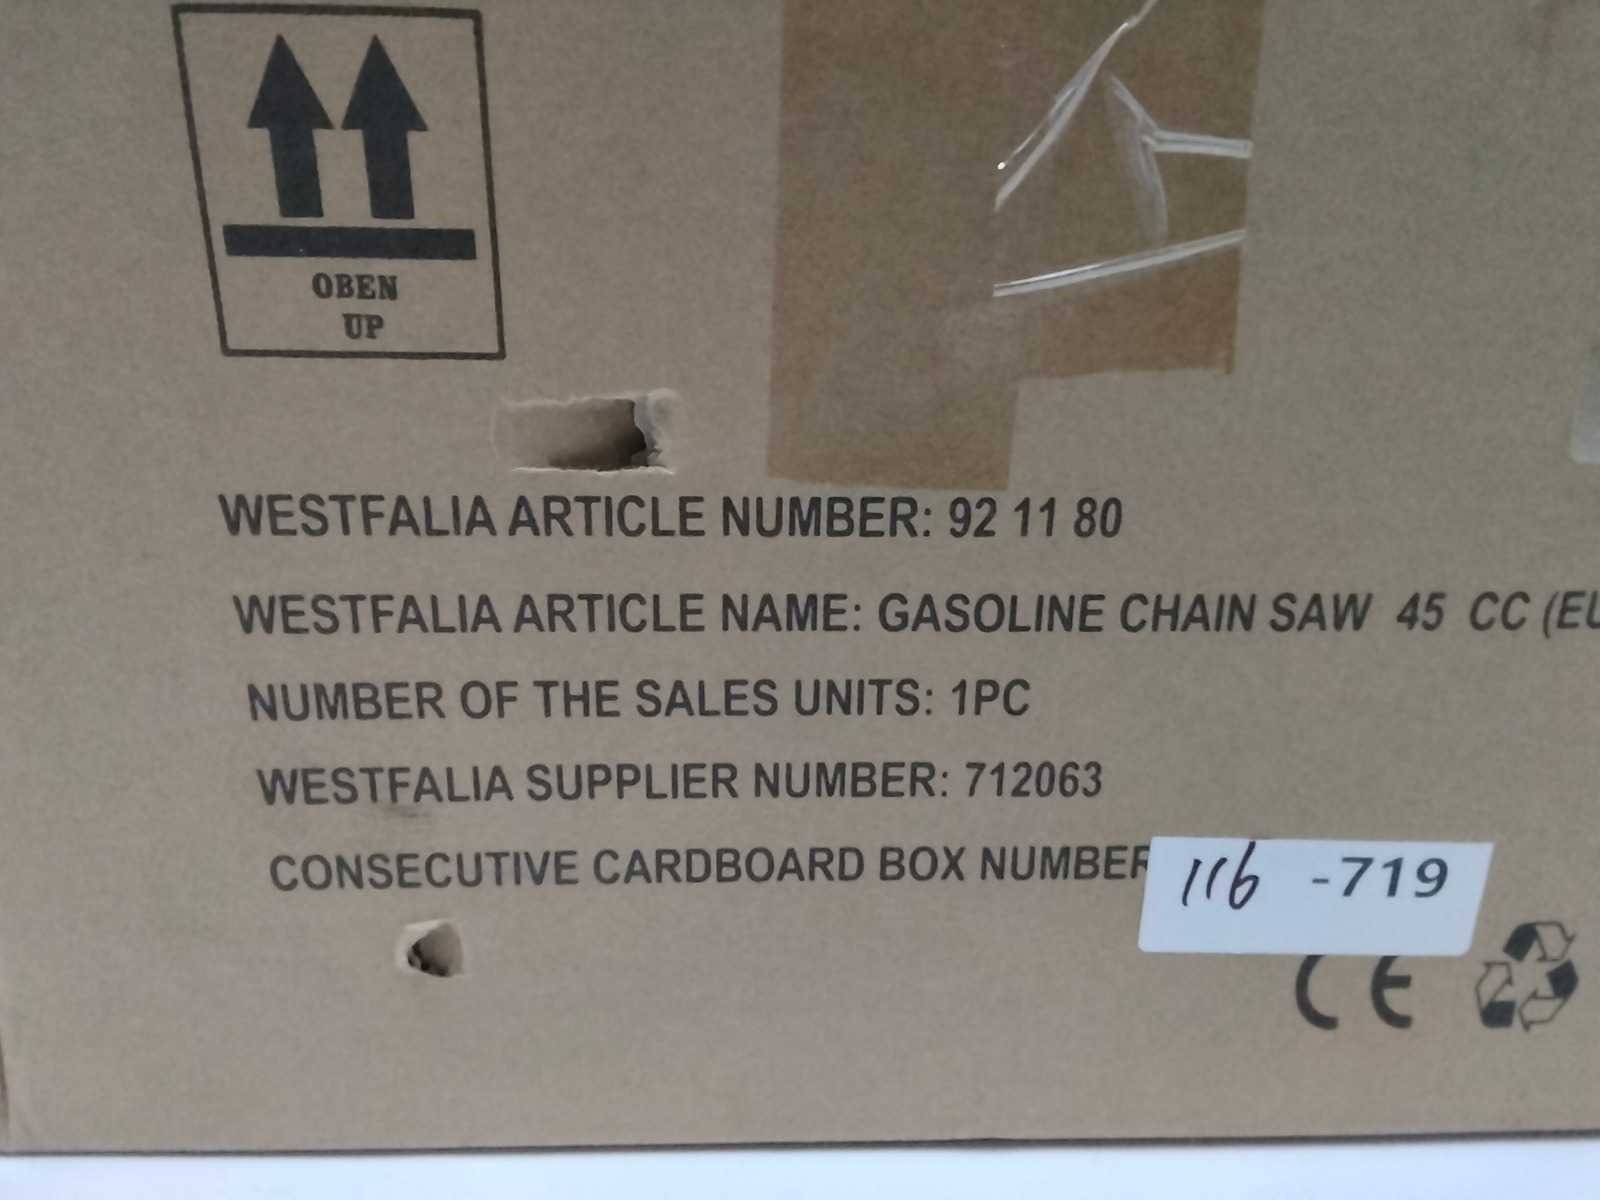 OBEN
UP
WESTFALIA ARTICLE NUMBER: 92 11 80
WESTFALIA ARTICLE NAME: GASOLINE CHAIN SAW 45 CC (EU
NUMBER OF THE SALES UNITS: 1PC
WESTFALIA SUPPLIER NUMBER: 712063
CONSECUTIVE CARDBOARD BOX NUMBER
116 -719
CE